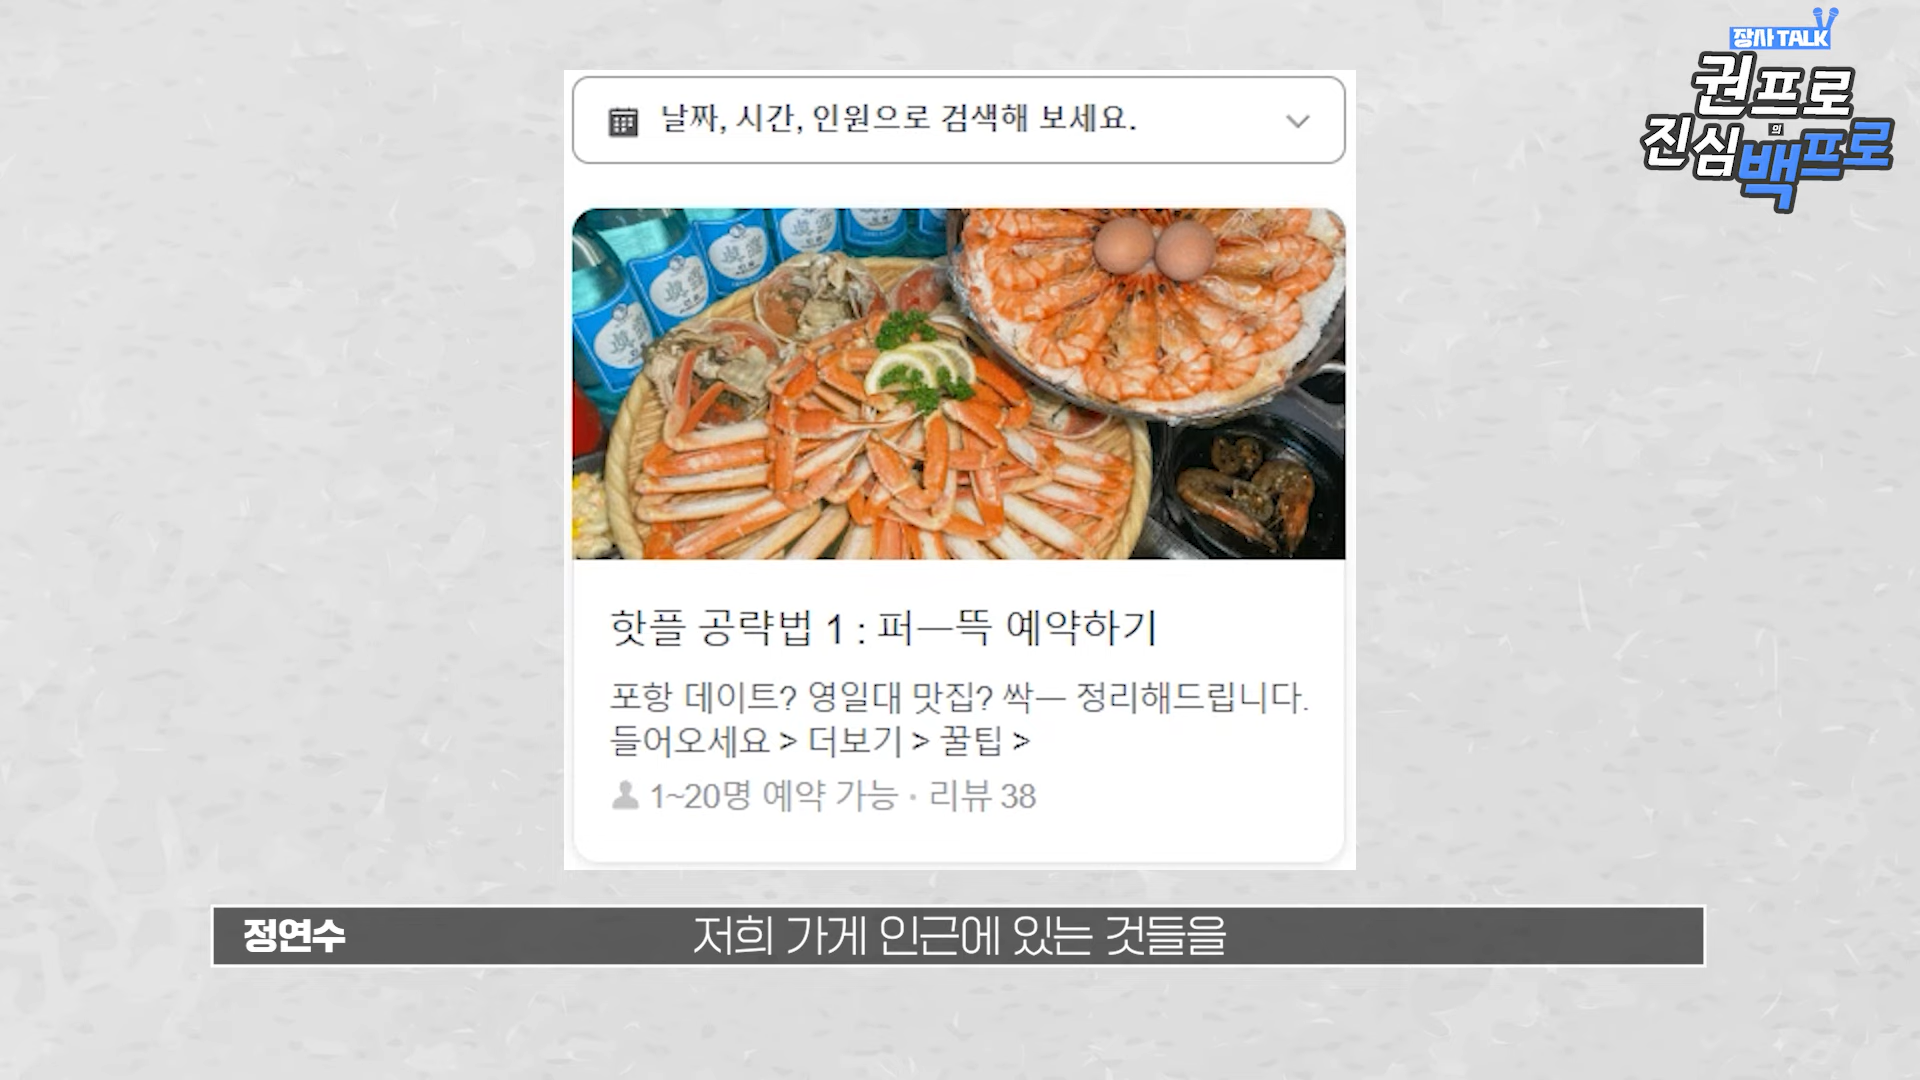 장사 TALK
권프로
의
진심백프로
날짜, 시간, 인원으로 검색해 보세요.
핫플 공략법 1 : 퍼—뜩 예약하기
포항 데이트? 영일대 맛집? 싹— 정리해드립니다.
들어오세요 > 더보기 > 꿀팁 >
1~20명 예약 가능 · 리뷰 38
정연수
저희 가게 인근에 있는 것들을